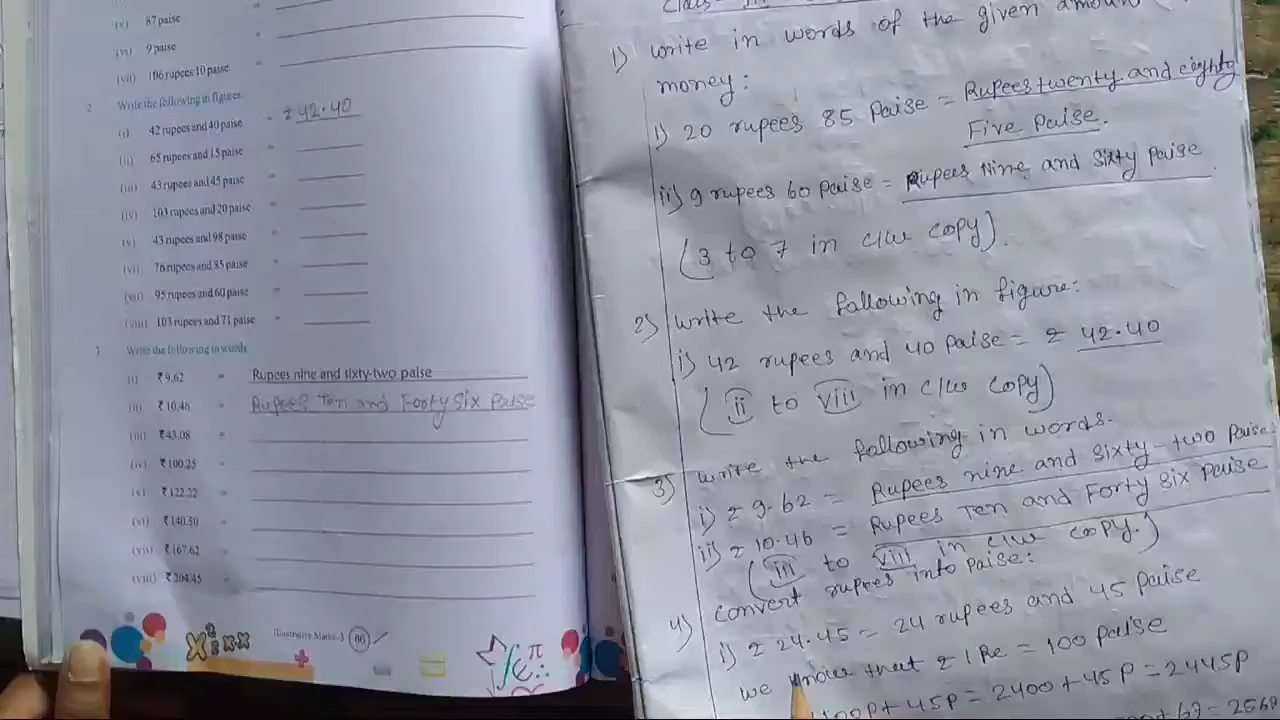 (v) 87 paise =
(vi) 9 paise =
(vii) 106 rupees 10 paise =
2. Write the following in figures
(i) 42 rupees and 40 paise = ₹ 42.40
(ii) 65 rupees and 15 paise =
(iii) 43 rupees and 45 paise =
(iv) 103 rupees and 20 paise =
(v) 43 rupees and 98 paise =
(vi) 76 rupees and 85 paise =
(vii) 95 rupees and 60 paise =
(viii) 103 rupees and 71 paise =
3 Write the following in words
(i) ₹ 9.62 = Rupees nine and sixty-two paise
(ii) ₹ 10.46 = Rupees Ten and Forty Six Paise
(iii) ₹ 43.08 =
(iv) ₹ 100.25 =
(v) ₹ 122.22 =
(vi) ₹ 140.50 =
(vii) ₹ 167.62 =
(viii) ₹ 204.45 =
Illustrative Maths-3 86
1) write in words of the given amount
money:
i) 20 rupees 85 Paise = Rupees twenty and eighty
Five Paise.
ii) 9 rupees 60 Paise = Rupees Nine and Sixty Paise
(3 to 7 in c/w copy).
2) write the following in figure:
i) 42 rupees and 40 Paise = ₹ 42.40
(ii to viii in c/w copy)
3) write the following in words.
i) ₹ 9.62 = Rupees nine and sixty-two Paise
ii) ₹ 10.46 = Rupees Ten and Forty Six Paise
(iii to viii in c/w copy.)
4) convert rupees into Paise:
i) ₹ 24.45 = 24 rupees and 45 Paise
we know that ₹ 1 Re = 100 Paise
100P + 45P = 2400 + 45P = 2445P